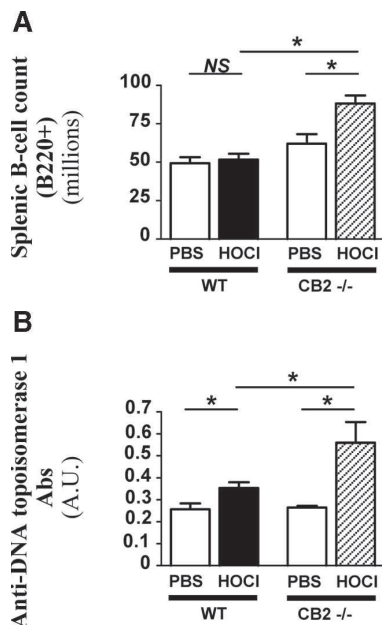 A
Splenic B-cell count
(B220+)
(millions)
NS
*
*
100
75
50
25
0
PBS HOCl PBS HOCl
WT CB2 -/-
B
Anti-DNA topoisomerase 1
Abs
(A.U.)
*
*
*
0.7
0.6
0.5
0.4
0.3
0.2
0.1
0
PBS HOCl PBS HOCl
WT CB2 -/-